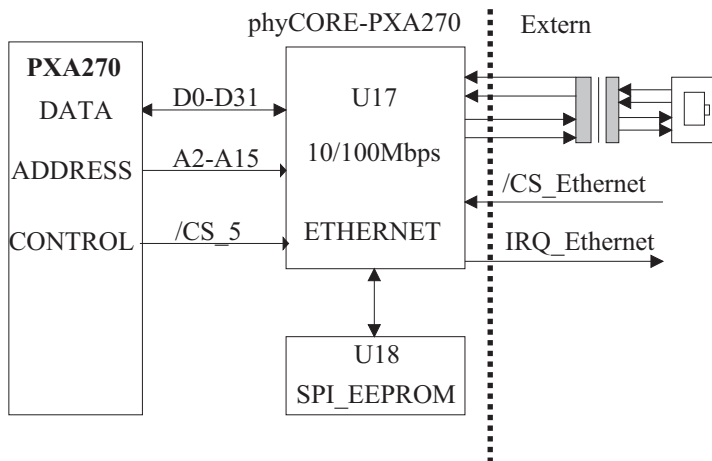 phyCORE-PXA270
Extern
PXA270
DATA
D0-D31
U17
10/100Mbps
ADDRESS
A2-A15
/CS_Ethernet
CONTROL
/CS_5
ETHERNET
IRQ_Ethernet
U18
SPI_EEPROM